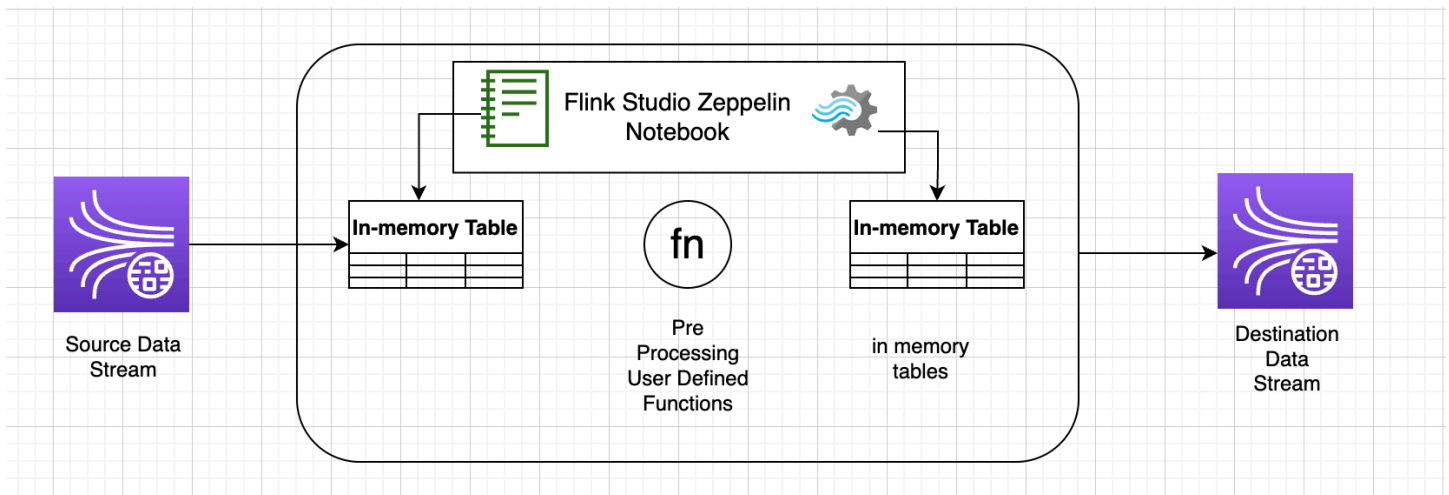 Flink Studio Zeppelin
Notebook
In-memory Table
fn
In-memory Table
Source Data
Stream
Pre
Processing
User Defined
Functions
in memory
tables
Destination
Data
Stream